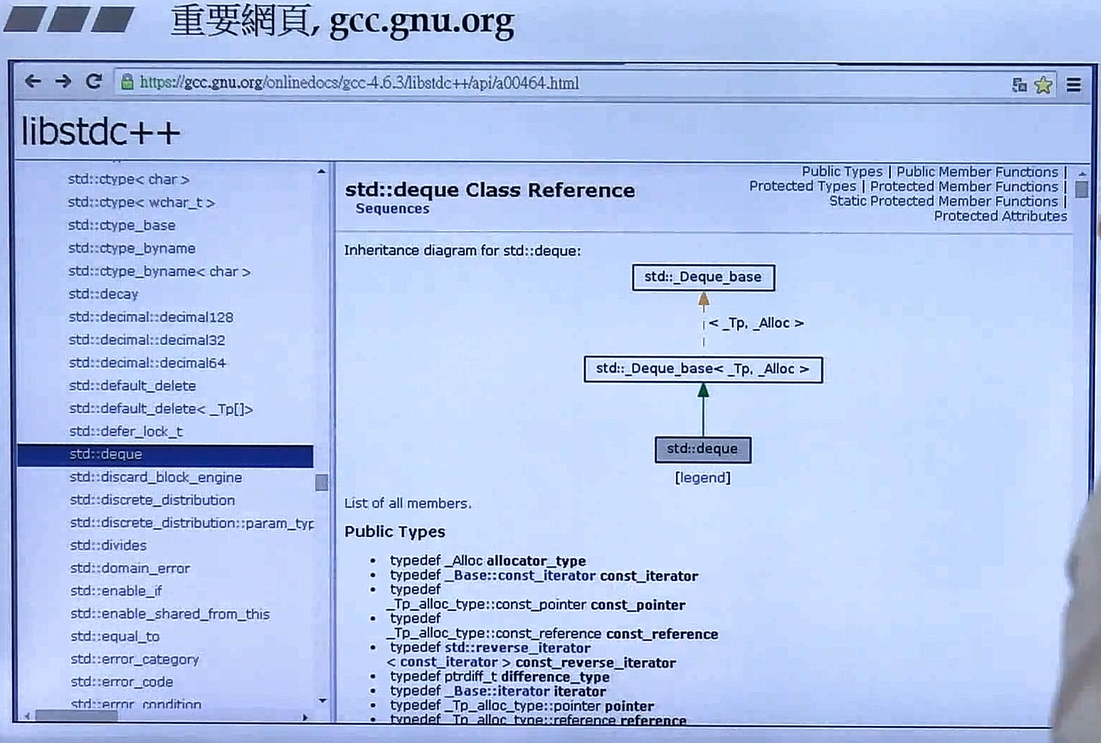 重要網頁, gcc.gnu.org
https://gcc.gnu.org/onlinedocs/gcc-4.6.3/libstdc++/api/a00464.html
libstdc++
std::ctype< char >
std::ctype< wchar_t >
std::ctype_base
std::ctype_byname
std::ctype_byname< char >
std::decay
std::decimal::decimal128
std::decimal::decimal32
std::decimal::decimal64
std::default_delete
std::default_delete< _Tp[]>
std::defer_lock_t
std::deque
std::discard_block_engine
std::discrete_distribution
std::discrete_distribution::param_typ
std::divides
std::domain_error
std::enable_if
std::enable_shared_from_this
std::equal_to
std::error_category
std::error_code
std::error_condition
Public Types | Public Member Functions |
Protected Types | Protected Member Functions |
Static Protected Member Functions |
Protected Attributes
std::deque Class Reference
Sequences
Inheritance diagram for std::deque:
std::_Deque_base
< _Tp, _Alloc >
std::_Deque_base< _Tp, _Alloc >
std::deque
[legend]
List of all members.
Public Types
• typedef _Alloc allocator_type
• typedef _Base::const_iterator const_iterator
• typedef
_Tp_alloc_type::const_pointer const_pointer
• typedef
_Tp_alloc_type::const_reference const_reference
• typedef std::reverse_iterator
< const_iterator > const_reverse_iterator
• typedef ptrdiff_t difference_type
• typedef _Base::iterator iterator
• typedef _Tp_alloc_type::pointer pointer
• typedef _Tp_alloc_type::reference reference